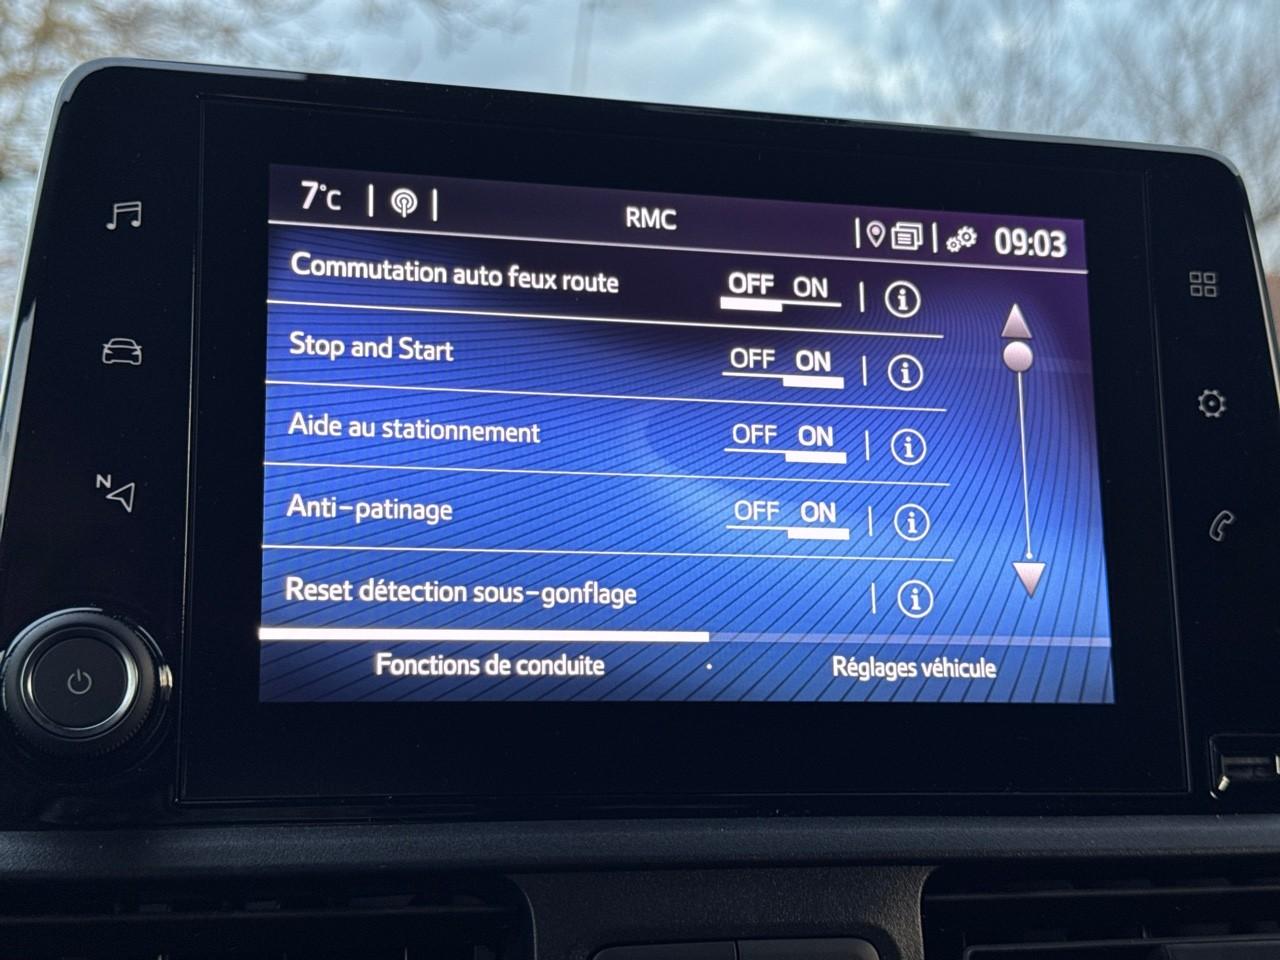 7°C RMC 09:03
Commutation auto feux route OFF ON
Stop and Start OFF ON
Aide au stationnement OFF ON
Anti-patinage OFF ON
Reset détection sous-gonflage
Fonctions de conduite · Réglages véhicule
N